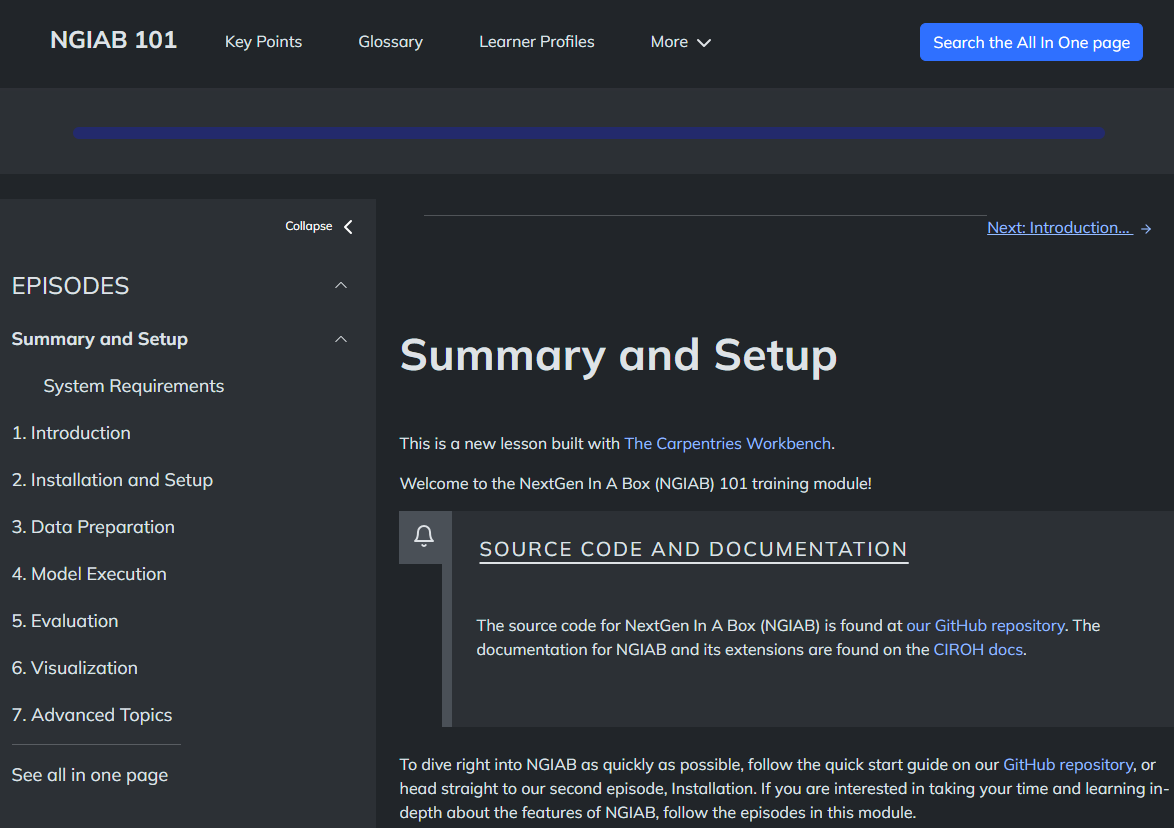 NGIAB 101
Key Points
Glossary
Learner Profiles
More
Search the All In One page
Collapse
EPISODES
Summary and Setup
System Requirements
1. Introduction
2. Installation and Setup
3. Data Preparation
4. Model Execution
5. Evaluation
6. Visualization
7. Advanced Topics
See all in one page
Next: Introduction...
Summary and Setup
This is a new lesson built with The Carpentries Workbench.
Welcome to the NextGen In A Box (NGIAB) 101 training module!
SOURCE CODE AND DOCUMENTATION
The source code for NextGen In A Box (NGIAB) is found at our GitHub repository. The
documentation for NGIAB and its extensions are found on the CIROH docs.
To dive right into NGIAB as quickly as possible, follow the quick start guide on our GitHub repository, or
head straight to our second episode, Installation. If you are interested in taking your time and learning in-
depth about the features of NGIAB, follow the episodes in this module.